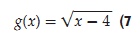 g(x) = √x − 4 (7